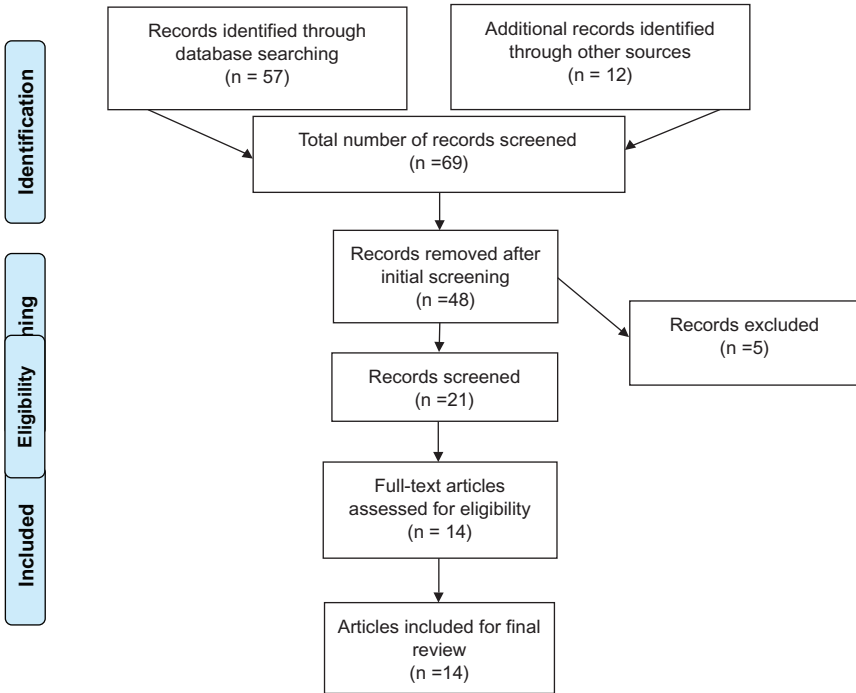 Records identified through
database searching
(n = 57)
Additional records identified
through other sources
(n = 12)
Identification
Total number of records screened
(n =69)
Records removed after
initial screening
(n =48)
Records excluded
(n =5)
ning
Records screened
(n =21)
Eligibility
Full-text articles
assessed for eligibility
(n = 14)
Included
Articles included for final
review
(n =14)